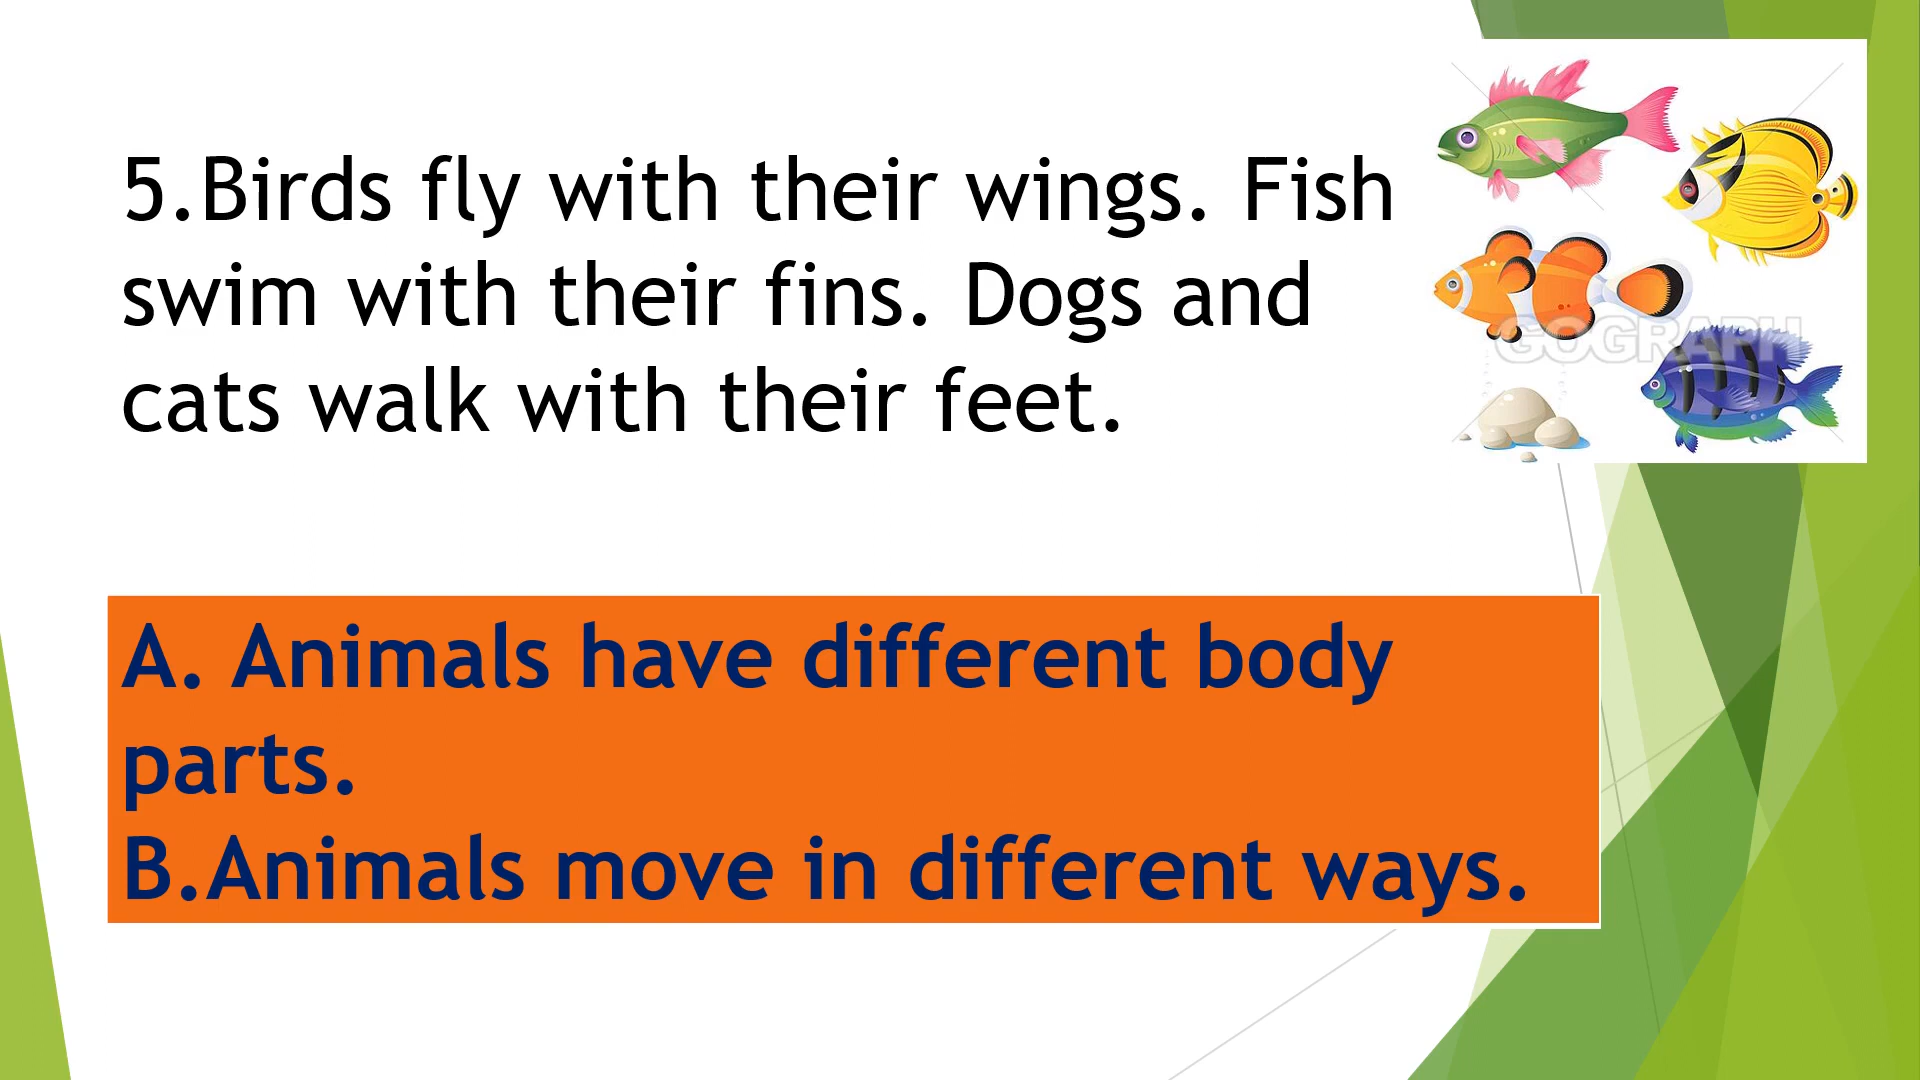 5.Birds fly with their wings. Fish
swim with their fins. Dogs and
cats walk with their feet.
GOGRAPH
A. Animals have different body
parts.
B.Animals move in different ways.